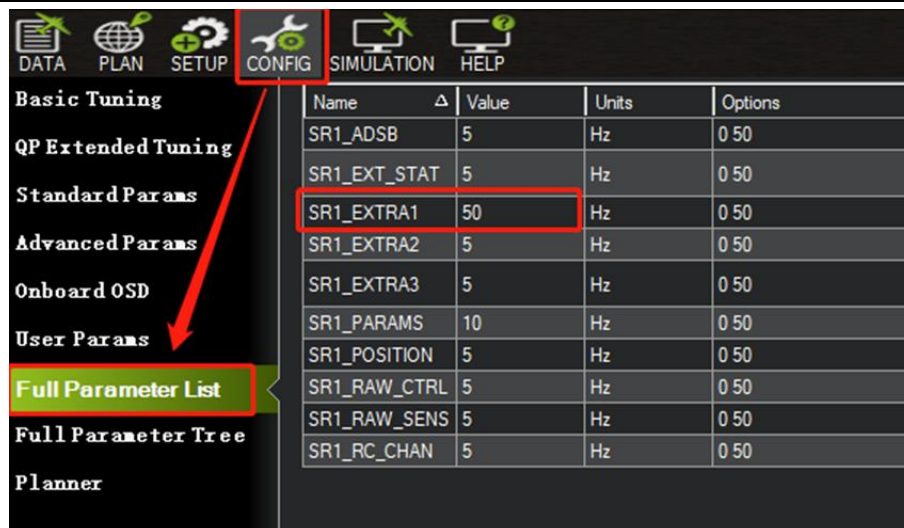 DATA PLAN SETUP CONFIG SIMULATION HELP
Basic Tuning
QP Extended Tuning
Standard Params
Advanced Params
Onboard OSD
User Params
Full Parameter List
Full Parameter Tree
Planner
Name Value Units Options
SR1_ADSB 5 Hz 0 50
SR1_EXT_STAT 5 Hz 0 50
SR1_EXTRA1 50 Hz 0 50
SR1_EXTRA2 5 Hz 0 50
SR1_EXTRA3 5 Hz 0 50
SR1_PARAMS 10 Hz 0 50
SR1_POSITION 5 Hz 0 50
SR1_RAW_CTRL 5 Hz 0 50
SR1_RAW_SENS 5 Hz 0 50
SR1_RC_CHAN 5 Hz 0 50